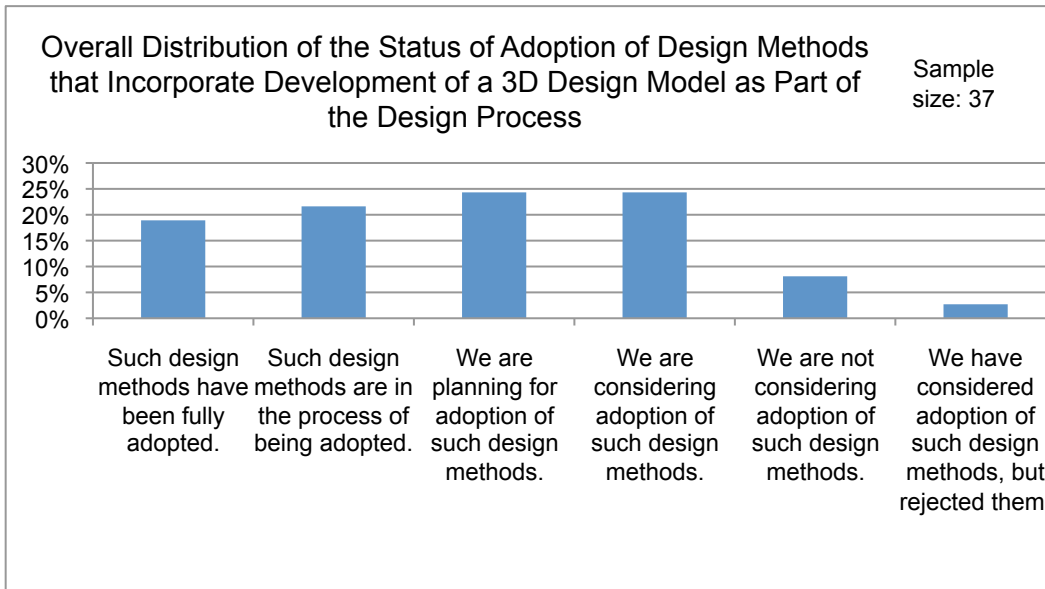 Overall Distribution of the Status of Adoption of Design Methods
that Incorporate Development of a 3D Design Model as Part of
the Design Process
Sample
size: 37
30%
25%
20%
15%
10%
5%
0%
Such design
methods have
been fully
adopted.
Such design
methods are in
the process of
being adopted.
We are
planning for
adoption of
such design
methods.
We are
considering
adoption of
such design
methods.
We are not
considering
adoption of
such design
methods.
We have
considered
adoption of
such design
methods, but
rejected them